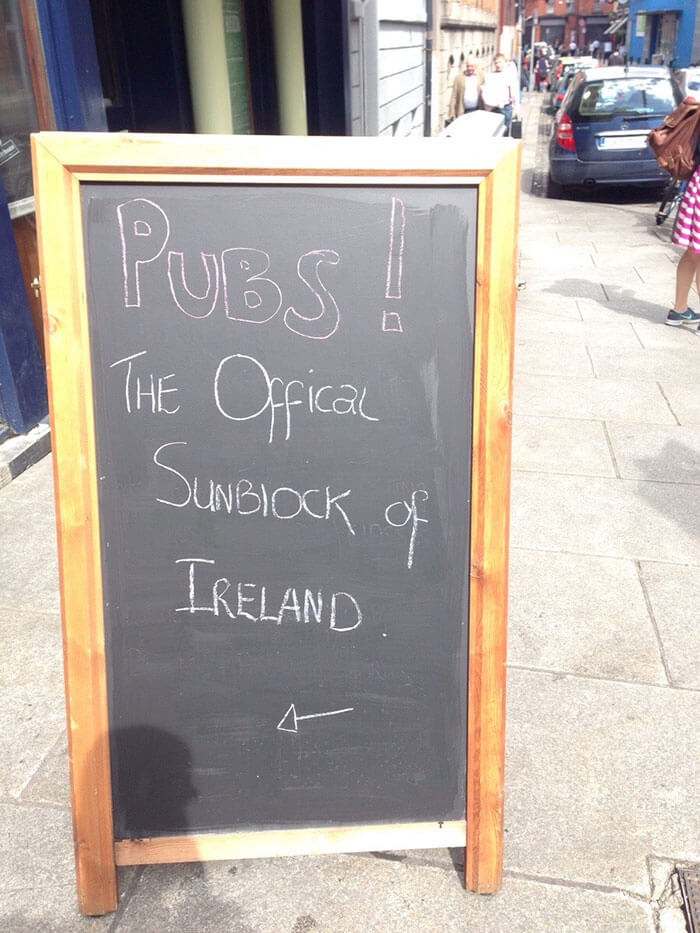 PUBS!
THE OFFICAL
SUNBLOCK of
IRELAND.